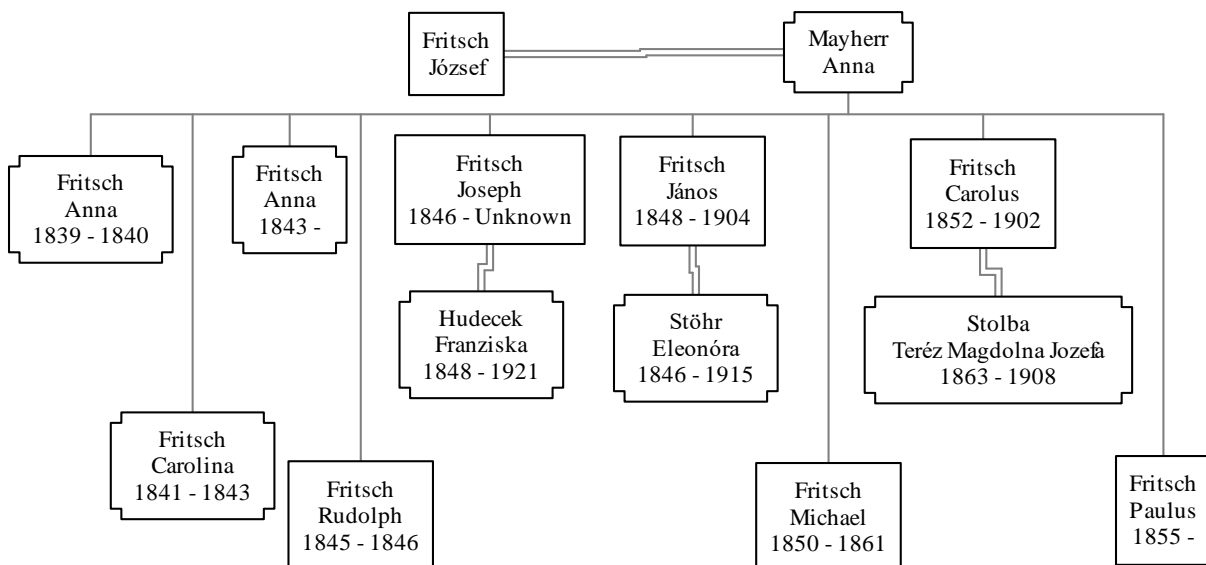 Fritsch
József
Mayherr
Anna
Fritsch
Anna
1839 - 1840
Fritsch
Anna
1843 -
Fritsch
Joseph
1846 - Unknown
Fritsch
János
1848 - 1904
Fritsch
Carolus
1852 - 1902
Hudecek
Franziska
1848 - 1921
Stöhr
Eleonóra
1846 - 1915
Stolba
Teréz Magdolna Jozefa
1863 - 1908
Fritsch
Carolina
1841 - 1843
Fritsch
Rudolph
1845 - 1846
Fritsch
Michael
1850 - 1861
Fritsch
Paulus
1855 -